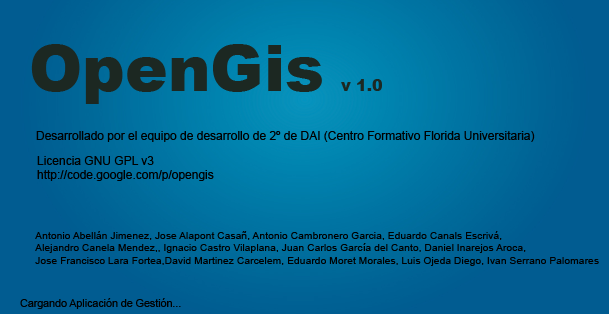 OpenGis v 1.0
Desarrollado por el equipo de desarrollo de 2º de DAI (Centro Formativo Florida Universitaria)
Licencia GNU GPL v3
http://code.google.com/p/opengis
Antonio Abellán Jimenez, Jose Alapont Casañ, Antonio Cambronero Garcia, Eduardo Canals Escrivá,
Alejandro Canela Mendez,, Ignacio Castro Vilaplana, Juan Carlos García del Canto, Daniel Inarejos Aroca,
Jose Francisco Lara Fortea,David Martinez Carcelem, Eduardo Moret Morales, Luis Ojeda Diego, Ivan Serrano Palomares
Cargando Aplicación de Gestión...